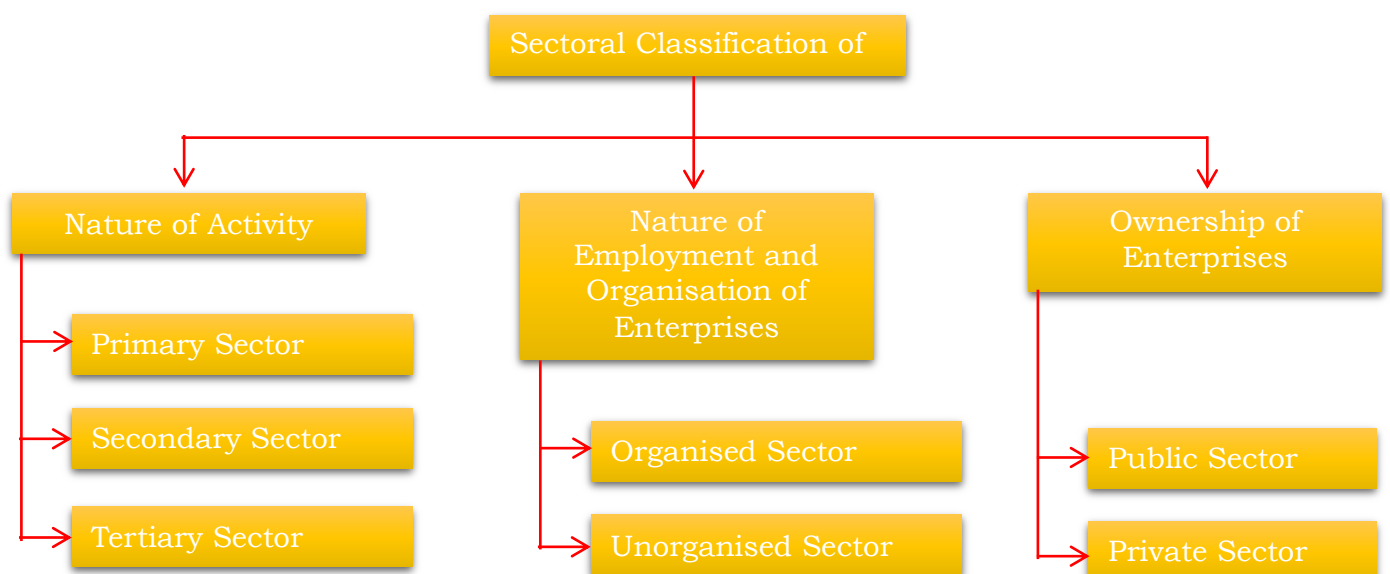 Sectoral Classification of
Nature of Activity
Primary Sector
Secondary Sector
Tertiary Sector
Nature of
Employment and
Organisation of
Enterprises
Organised Sector
Unorganised Sector
Ownership of
Enterprises
Public Sector
Private Sector